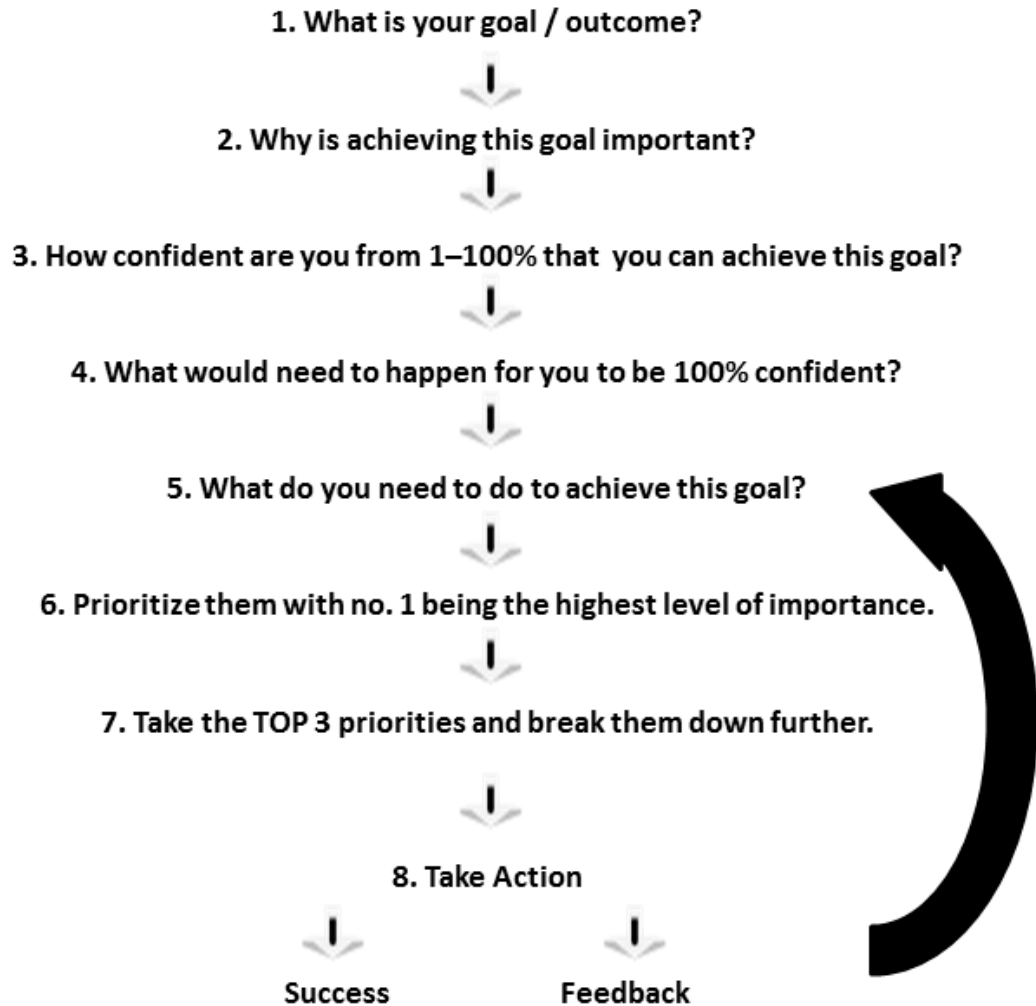 1. What is your goal / outcome?
2. Why is achieving this goal important?
3. How confident are you from 1–100% that you can achieve this goal?
4. What would need to happen for you to be 100% confident?
5. What do you need to do to achieve this goal?
6. Prioritize them with no. 1 being the highest level of importance.
7. Take the TOP 3 priorities and break them down further.
8. Take Action
Success Feedback